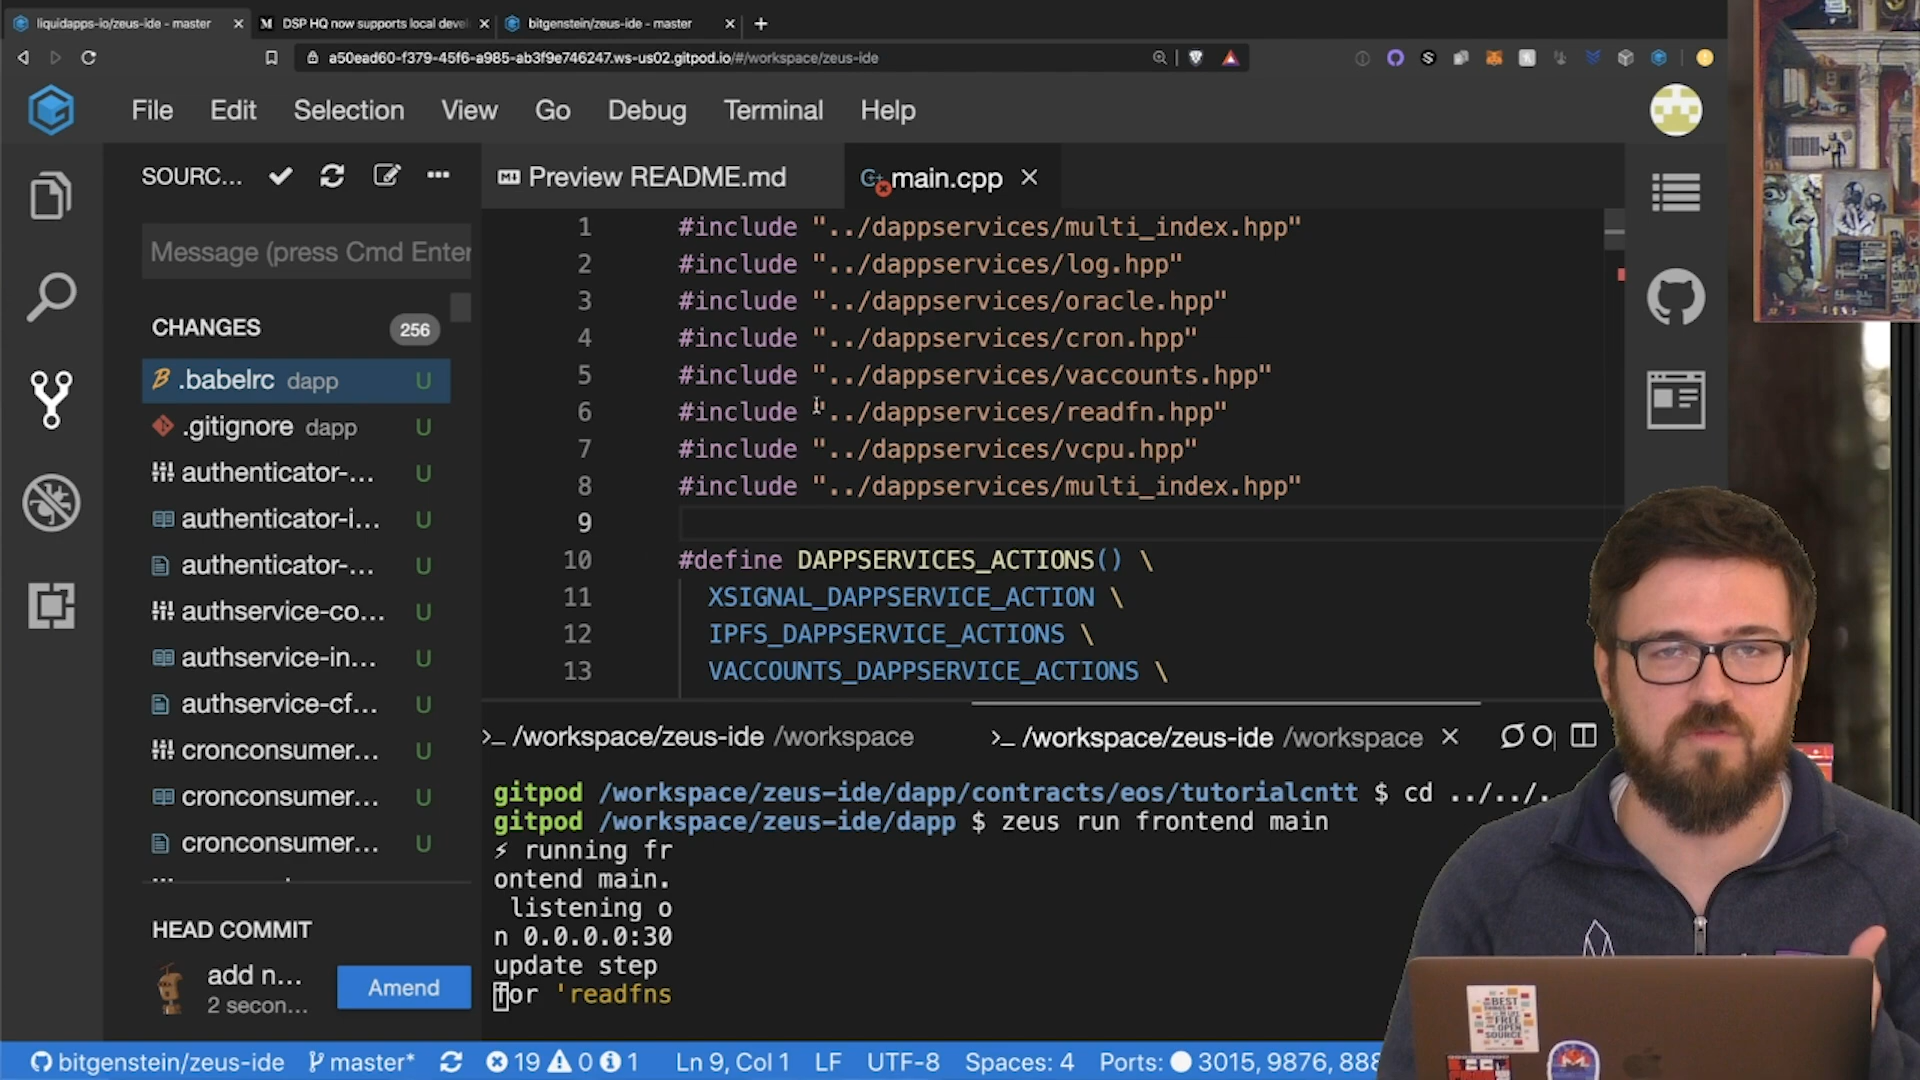 liquidapps-io/zeus-ide - master
DSP HQ now supports local deve
bitgenstein/zeus-ide - master
a50ead60-f379-45f6-a985-ab3f9e746247.ws-us02.gitpod.io/#/workspace/zeus-ide
File Edit Selection View Go Debug Terminal Help
SOURC...
Preview README.md
main.cpp
Message (press Cmd Enter
CHANGES 256
.babelrc dapp U
.gitignore dapp U
authenticator-... U
authenticator-i... U
authenticator-... U
authservice-co... U
authservice-in... U
authservice-cf... U
cronconsumer... U
cronconsumer... U
cronconsumer... U
HEAD COMMIT
add n...
2 secon...
Amend
1 #include "../dappservices/multi_index.hpp"
2 #include "../dappservices/log.hpp"
3 #include "../dappservices/oracle.hpp"
4 #include "../dappservices/cron.hpp"
5 #include "../dappservices/vaccounts.hpp"
6 #include "../dappservices/readfn.hpp"
7 #include "../dappservices/vcpu.hpp"
8 #include "../dappservices/multi_index.hpp"
9
10 #define DAPPSERVICES_ACTIONS() \
11 XSIGNAL_DAPPSERVICE_ACTION \
12 IPFS_DAPPSERVICE_ACTIONS \
13 VACCOUNTS_DAPPSERVICE_ACTIONS \
>_ /workspace/zeus-ide /workspace
>_ /workspace/zeus-ide /workspace
gitpod /workspace/zeus-ide/dapp/contracts/eos/tutorialcntt $ cd ../../.
gitpod /workspace/zeus-ide/dapp $ zeus run frontend main
⚡ running fr
ontend main.
listening o
n 0.0.0.0:30
update step
for 'readfns
bitgenstein/zeus-ide master* 19 0 1 Ln 9, Col 1 LF UTF-8 Spaces: 4 Ports: 3015, 9876, 888
BEST
THINGS IN
LIFE
FREE
OPEN
SOURCE